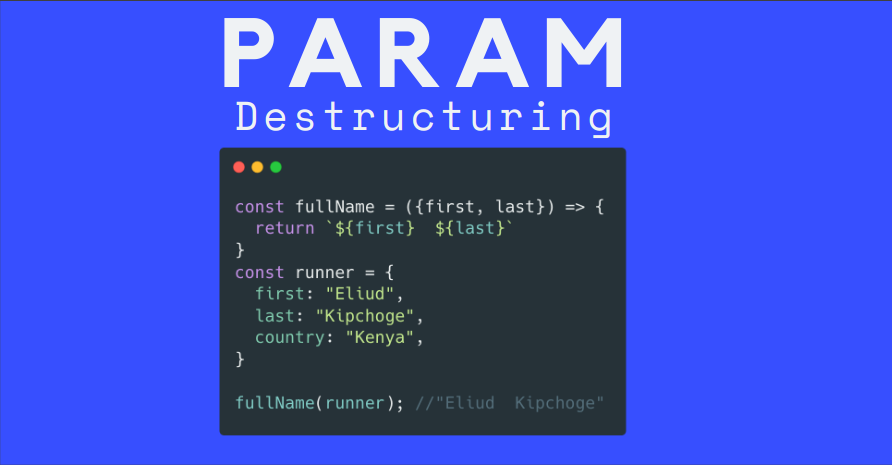 PARAM
Destructuring
const fullName = ({first, last}) => {
  return `${first}  ${last}`
}
const runner = {
  first: "Eliud",
  last: "Kipchoge",
  country: "Kenya",
}
fullName(runner); //"Eliud  Kipchoge"